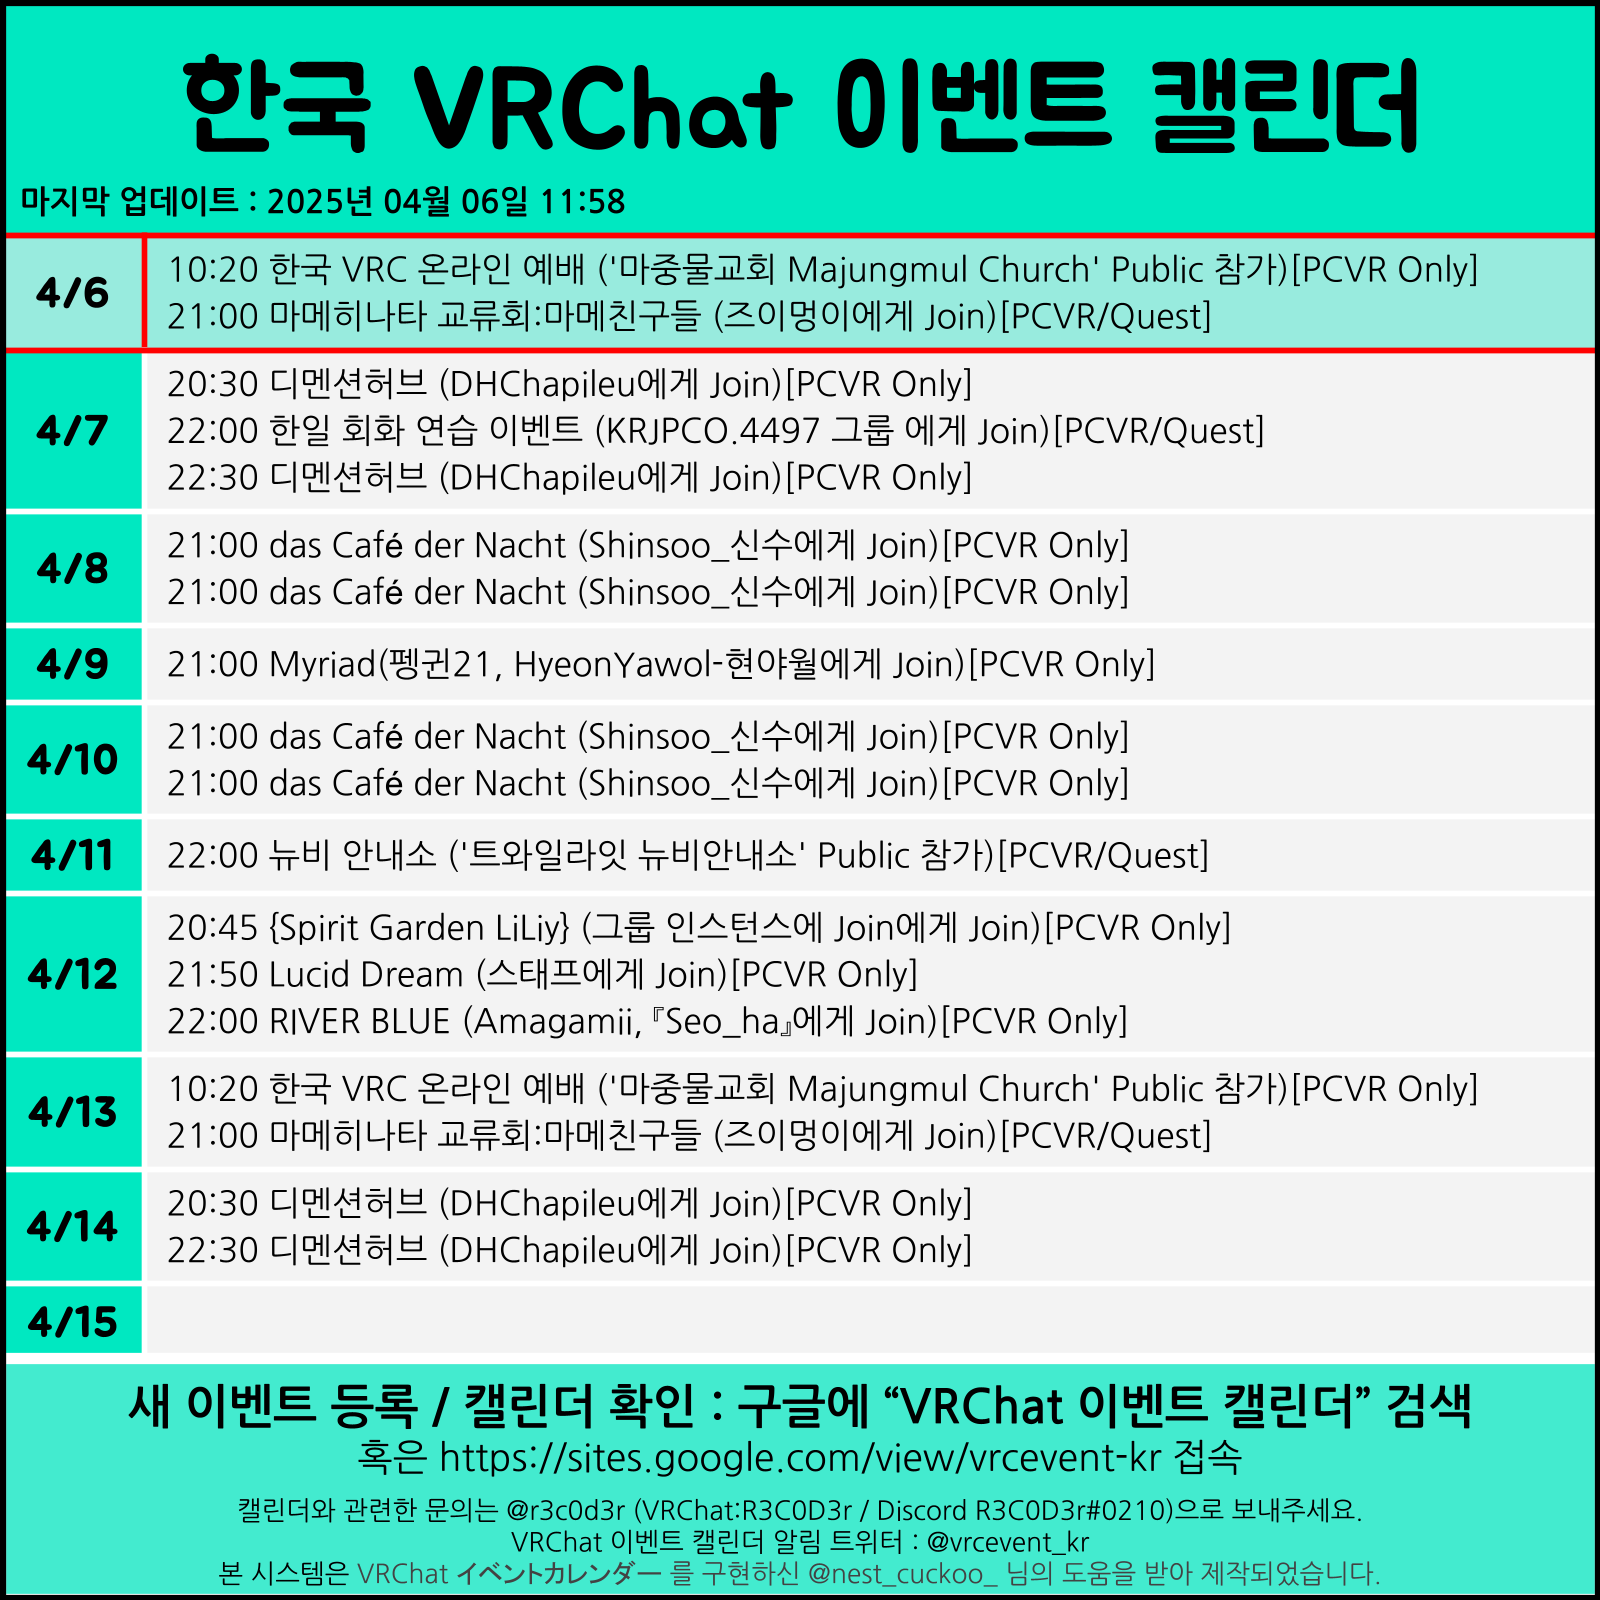 한국 VRChat 이벤트 캘린더
마지막 업데이트 : 2025년 04월 06일 11:58
4/6
10:20 한국 VRC 온라인 예배 ('마중물교회 Majungmul Church' Public 참가)[PCVR Only]
21:00 마메히나타 교류회:마메친구들 (즈이멍이에게 Join)[PCVR/Quest]
4/7
20:30 디멘션허브 (DHChapileu에게 Join)[PCVR Only]
22:00 한일 회화 연습 이벤트 (KRJPCO.4497 그룹 에게 Join)[PCVR/Quest]
22:30 디멘션허브 (DHChapileu에게 Join)[PCVR Only]
4/8
21:00 das Café der Nacht (Shinsoo_신수에게 Join)[PCVR Only]
21:00 das Café der Nacht (Shinsoo_신수에게 Join)[PCVR Only]
4/9
21:00 Myriad(펭귄21, HyeonYawol-현야월에게 Join)[PCVR Only]
4/10
21:00 das Café der Nacht (Shinsoo_신수에게 Join)[PCVR Only]
21:00 das Café der Nacht (Shinsoo_신수에게 Join)[PCVR Only]
4/11
22:00 뉴비 안내소 ('트와일라잇 뉴비안내소' Public 참가)[PCVR/Quest]
4/12
20:45 {Spirit Garden LiLiy} (그룹 인스턴스에 Join에게 Join)[PCVR Only]
21:50 Lucid Dream (스태프에게 Join)[PCVR Only]
22:00 RIVER BLUE (Amagamii, 『Seo_ha』에게 Join)[PCVR Only]
4/13
10:20 한국 VRC 온라인 예배 ('마중물교회 Majungmul Church' Public 참가)[PCVR Only]
21:00 마메히나타 교류회:마메친구들 (즈이멍이에게 Join)[PCVR/Quest]
4/14
20:30 디멘션허브 (DHChapileu에게 Join)[PCVR Only]
22:30 디멘션허브 (DHChapileu에게 Join)[PCVR Only]
4/15
새 이벤트 등록 / 캘린더 확인 : 구글에 “VRChat 이벤트 캘린더” 검색
혹은 https://sites.google.com/view/vrcevent-kr 접속
캘린더와 관련한 문의는 @r3c0d3r (VRChat:R3C0D3r / Discord R3C0D3r#0210)으로 보내주세요.
VRChat 이벤트 캘린더 알림 트위터 : @vrcevent_kr
본 시스템은 VRChat イベントカレンダー 를 구현하신 @nest_cuckoo_ 님의 도움을 받아 제작되었습니다.